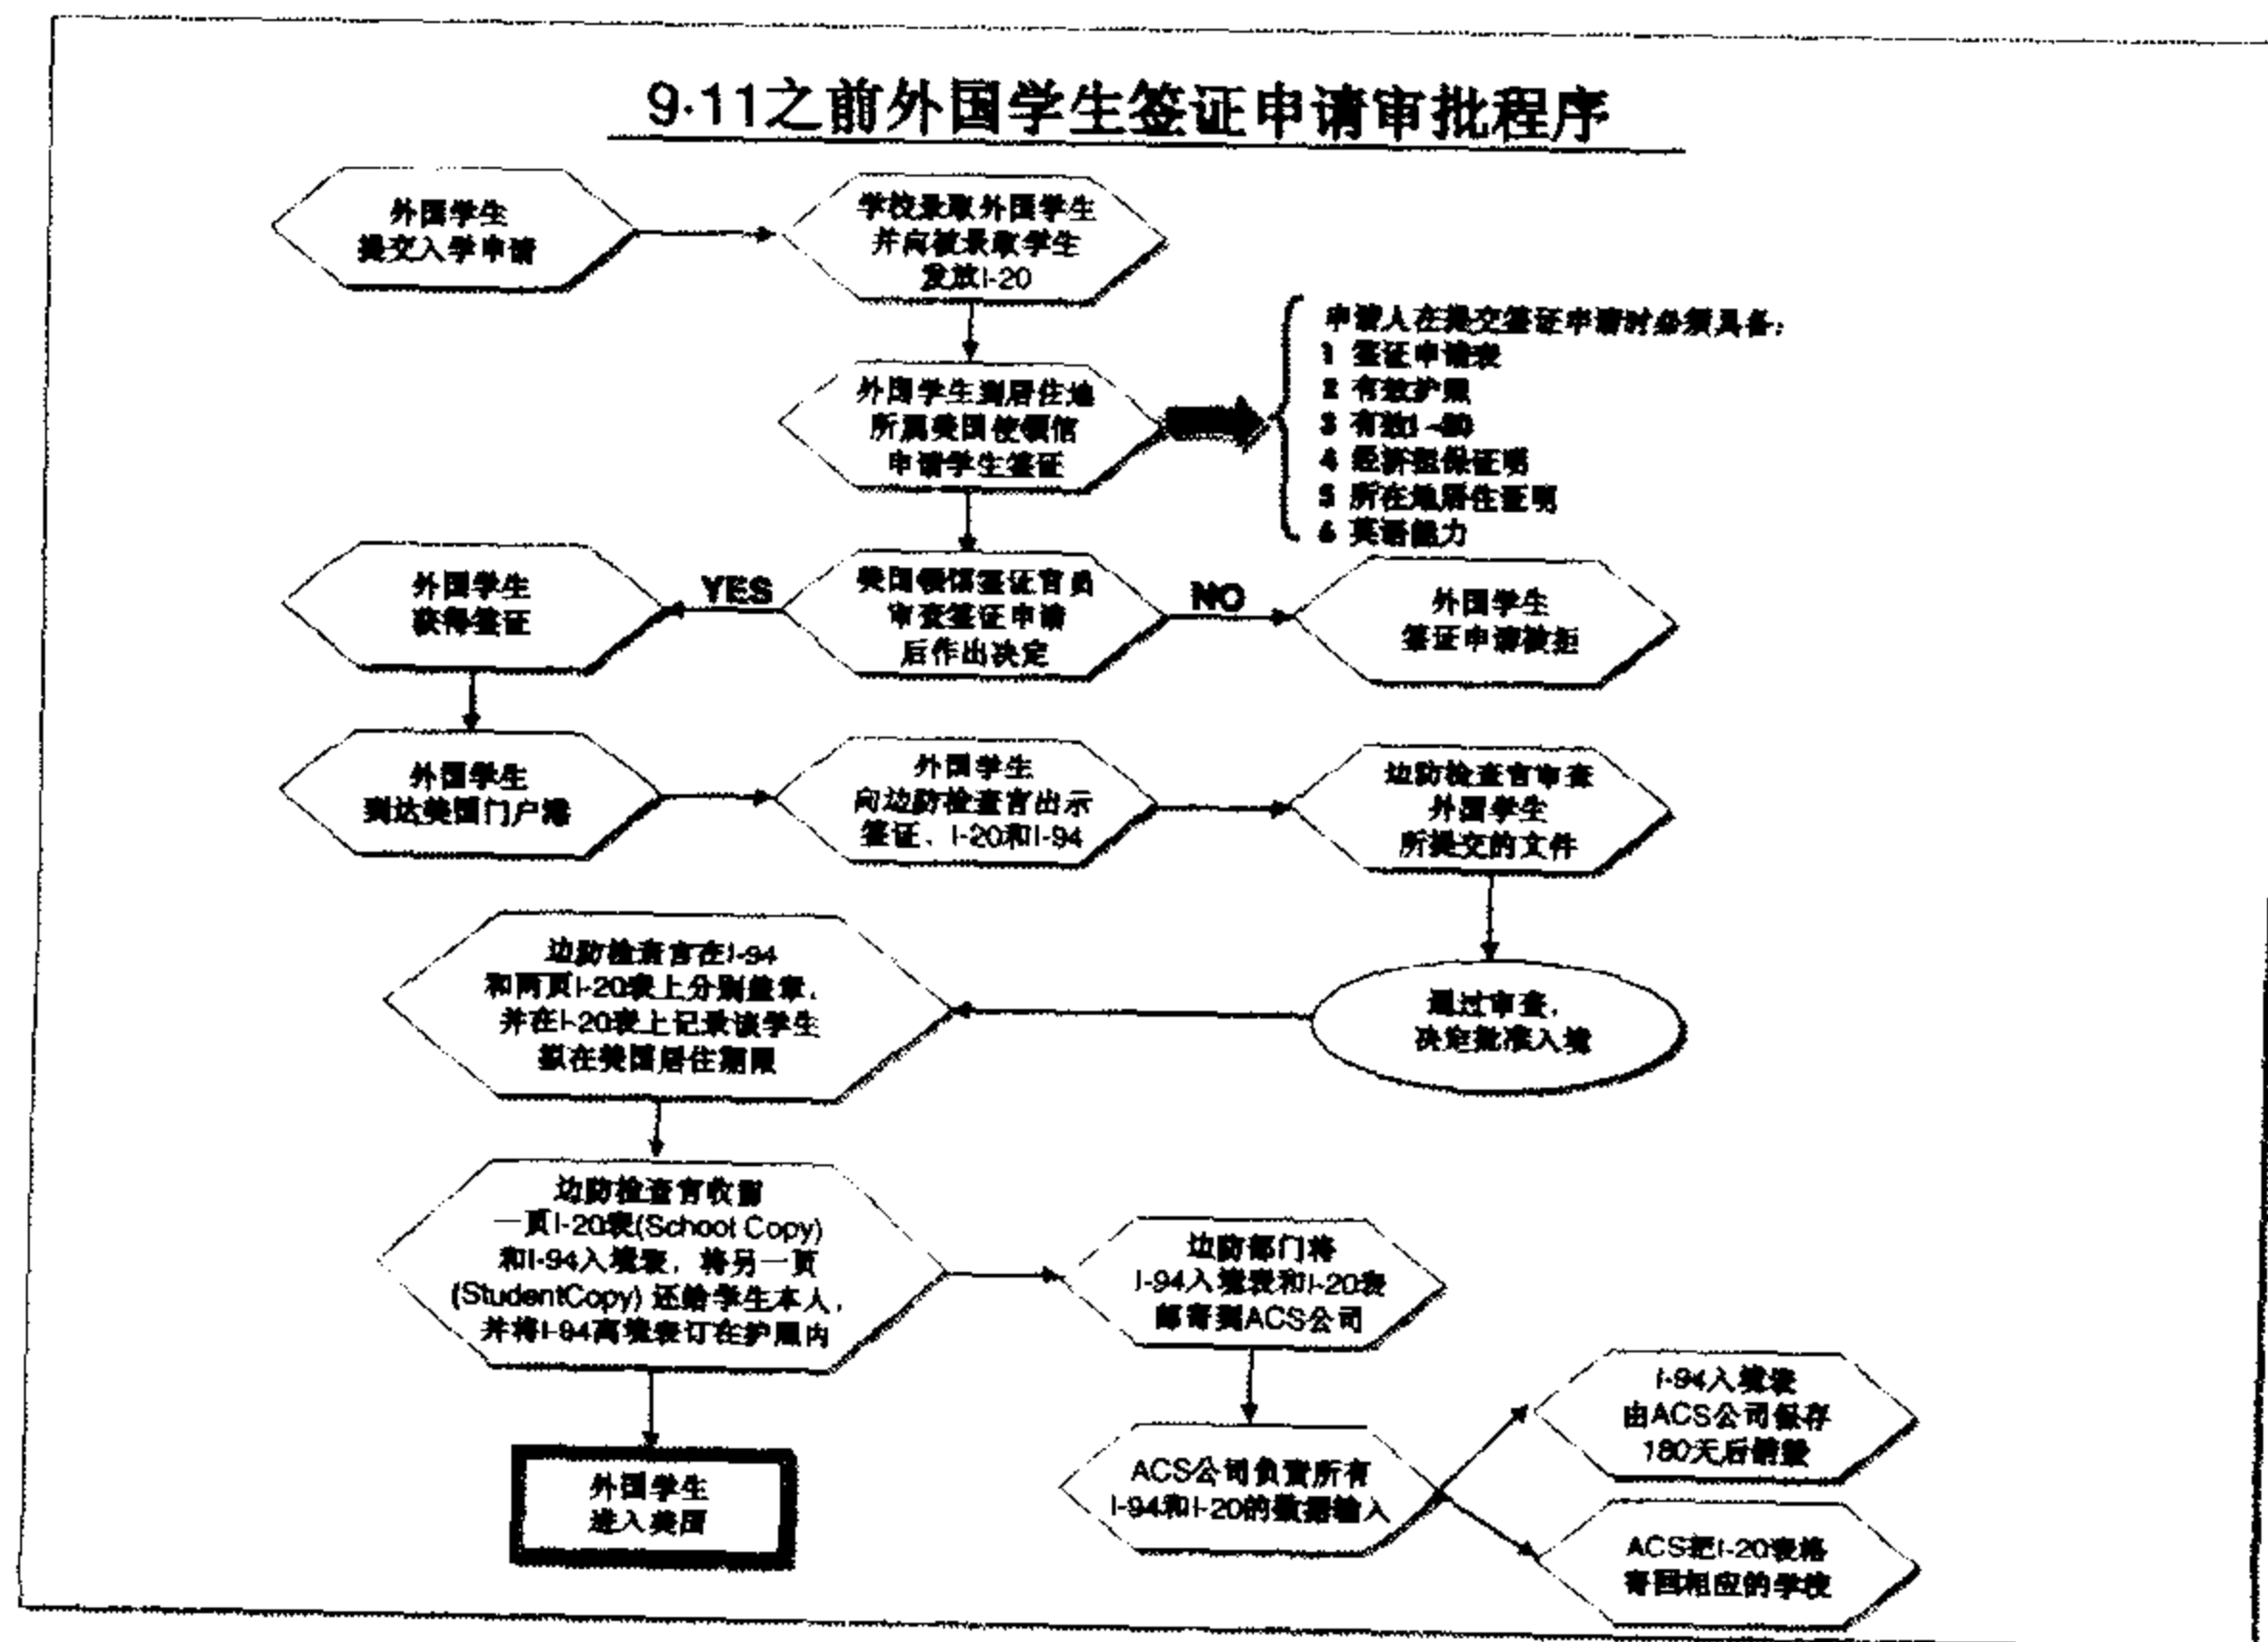 9·11之前外国学生签证申请审批程序
外国学生
提交入学申请
学校录取外国学生
并向被录取学生
发放I-20
外国学生到居住地
所属美国使领馆
申请学生签证
申请人在提交签证申请时必须具备:
1 签证申请表
2 有效护照
3 有效I-20
4 经济担保证明
5 所在地居住证明
6 英语能力
外国学生
获得签证
YES
美国领馆签证官员
审查签证申请
后作出决定
NO
外国学生
签证申请被拒
外国学生
到达美国门户港
外国学生
向边防检查官出示
签证、I-20和I-94
边防检查官审查
外国学生
所提交的文件
通过审查,
决定批准入境
边防检查官在I-94
和两页I-20表上分别盖章,
并在I-20表上记录该学生
拟在美国居住期限
边防检查官收留
一页I-20表(School Copy)
和I-94入境表, 将另一页
(StudentCopy) 还给学生本人,
并将I-94离境表订在护照内
外国学生
进入美国
边防部门将
I-94入境表和I-20表
邮寄到ACS公司
ACS公司负责所有
I-94和I-20的数据输入
I-94入境表
由ACS公司保存
180天后销毁
ACS把I-20表格
寄回相应的学校